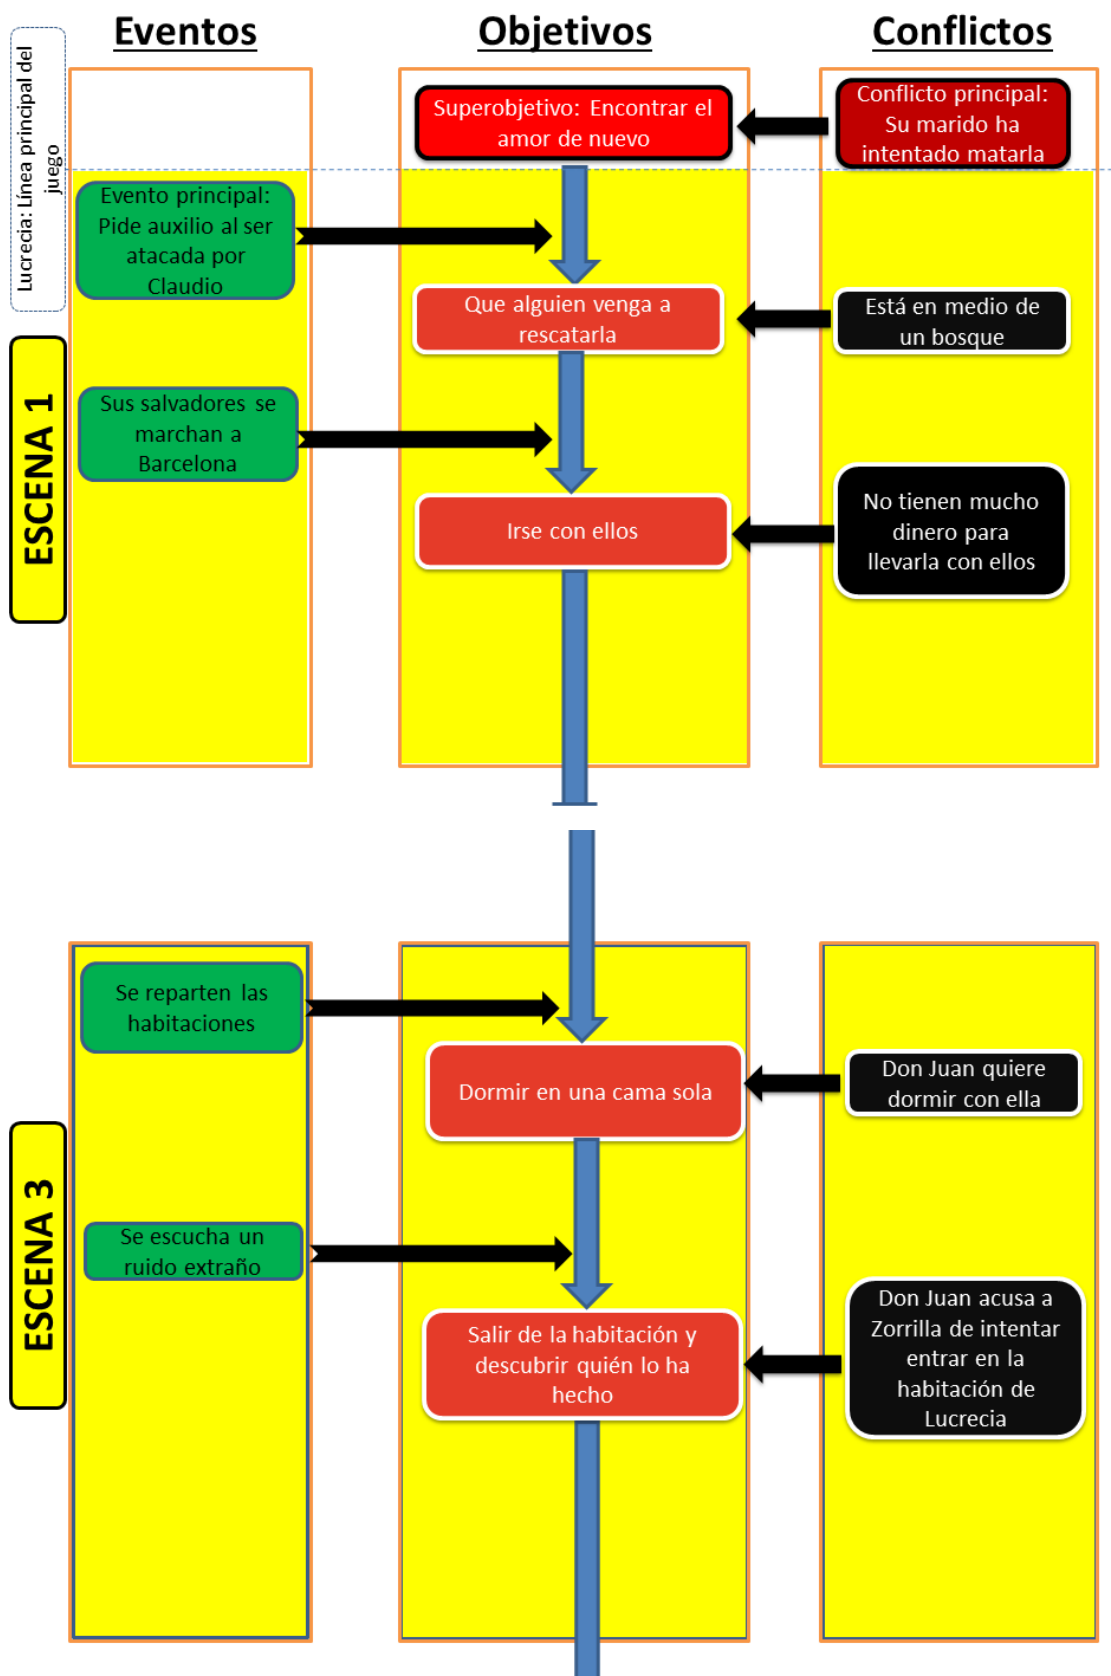 Eventos
Objetivos
Conflictos
Lucrecia: Línea principal del
juego
Superobjetivo: Encontrar el
amor de nuevo
Conflicto principal:
Su marido ha
intentado matarla
Evento principal:
Pide auxilio al ser
atacada por
Claudio
Que alguien venga a
rescatarla
Está en medio de
un bosque
ESCENA 1
Sus salvadores se
marchan a
Barcelona
Irse con ellos
No tienen mucho
dinero para
llevarla con ellos
Se reparten las
habitaciones
Dormir en una cama sola
Don Juan quiere
dormir con ella
ESCENA 3
Se escucha un
ruido extraño
Salir de la habitación y
descubrir quién lo ha
hecho
Don Juan acusa a
Zorrilla de intentar
entrar en la
habitación de
Lucrecia